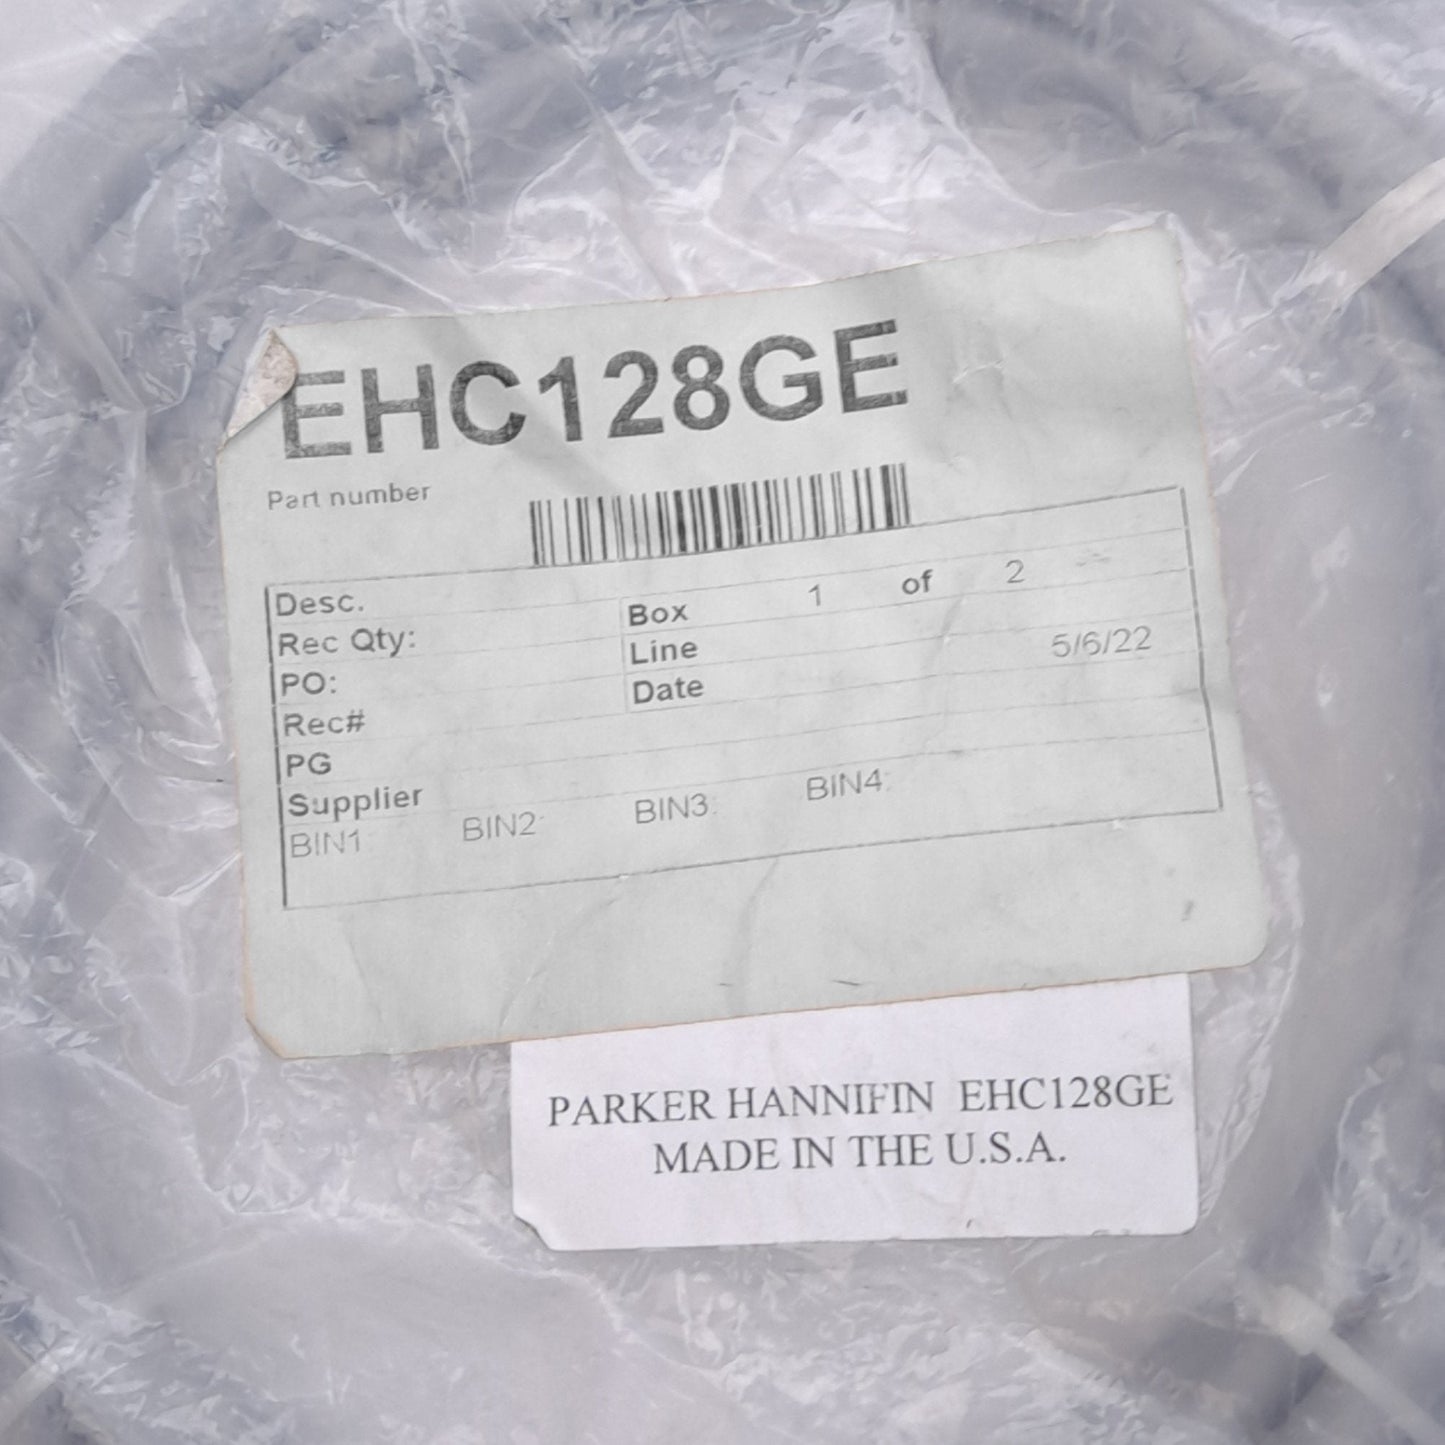 EHC128GE
Part number
Desc.
Rec Qty: Box 1 of 2
PO: Line
Rec# Date 5/6/22
PG
Supplier
BIN1 BIN2: BIN3: BIN4:
PARKER HANNIFIN EHC128GE
MADE IN THE U.S.A.